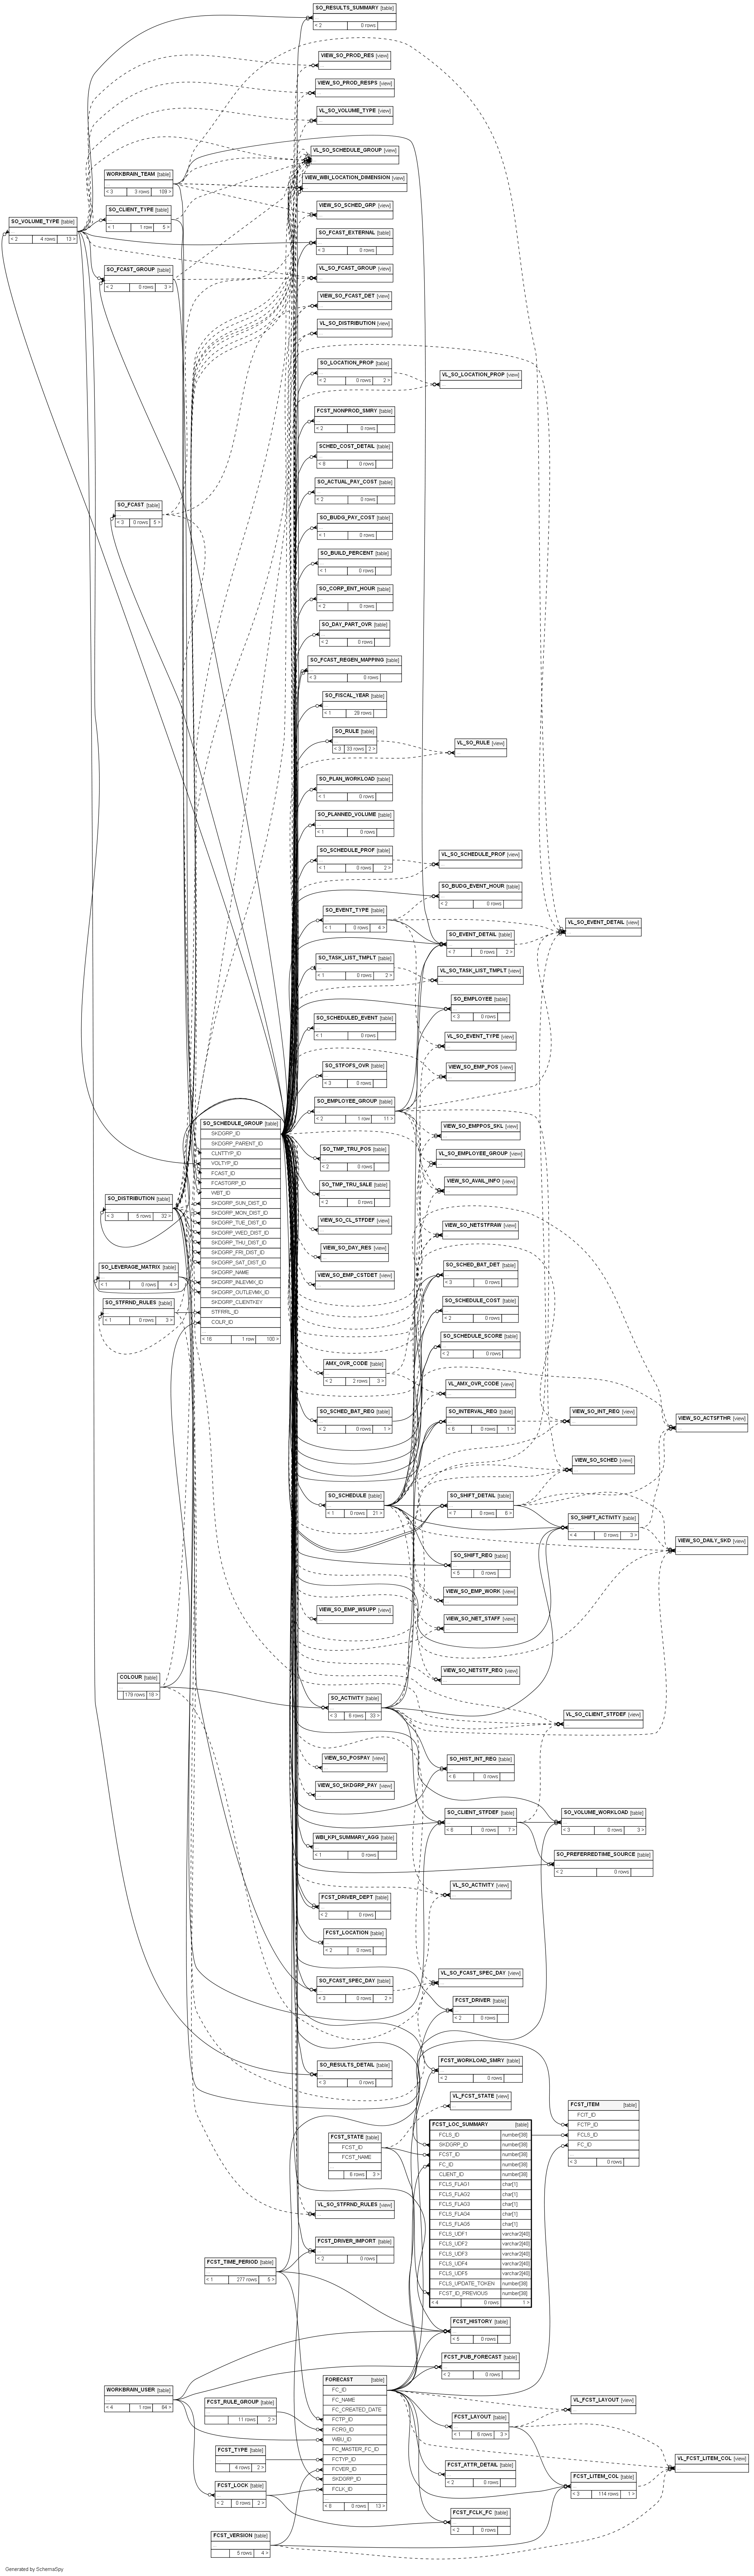 SO_RESULTS_SUMMARY [table]
< 2 0 rows
VIEW_SO_PROD_RES [view]
VIEW_SO_PROD_RESPS [view]
VL_SO_VOLUME_TYPE [view]
VL_SO_SCHEDULE_GROUP [view]
WORKBRAIN_TEAM [table]
< 3 3 rows 109 >
VIEW_WBI_LOCATION_DIMENSION [view]
SO_CLIENT_TYPE [table]
< 1 1 row 5 >
VIEW_SO_SCHED_GRP [view]
SO_VOLUME_TYPE [table]
< 2 4 rows 13 >
SO_FCAST_EXTERNAL [table]
< 3 0 rows
SO_FCAST_GROUP [table]
< 2 0 rows 3 >
VL_SO_FCAST_GROUP [view]
VIEW_SO_FCAST_DET [view]
VL_SO_DISTRIBUTION [view]
SO_LOCATION_PROP [table]
< 2 0 rows 2 >
VL_SO_LOCATION_PROP [view]
FCST_NONPROD_SMRY [table]
< 2 0 rows
SCHED_COST_DETAIL [table]
< 8 0 rows
SO_ACTUAL_PAY_COST [table]
< 2 0 rows
SO_FCAST [table]
< 3 0 rows 5 >
SO_BUDG_PAY_COST [table]
< 1 0 rows
SO_BUILD_PERCENT [table]
< 1 0 rows
SO_CORP_ENT_HOUR [table]
< 2 0 rows
SO_DAY_PART_OVR [table]
< 2 0 rows
SO_FCAST_REGEN_MAPPING [table]
< 3 0 rows
SO_FISCAL_YEAR [table]
< 1 29 rows
SO_RULE [table]
< 3 33 rows 2 >
VL_SO_RULE [view]
SO_PLAN_WORKLOAD [table]
< 1 0 rows
SO_PLANNED_VOLUME [table]
< 1 0 rows
SO_SCHEDULE_PROF [table]
< 1 0 rows 2 >
VL_SO_SCHEDULE_PROF [view]
SO_BUDG_EVENT_HOUR [table]
< 2 0 rows
SO_EVENT_TYPE [table]
< 1 0 rows 4 >
VL_SO_EVENT_DETAIL [view]
SO_EVENT_DETAIL [table]
< 7 0 rows 2 >
SO_TASK_LIST_TMPLT [table]
< 1 0 rows 2 >
VL_SO_TASK_LIST_TMPLT [view]
SO_EMPLOYEE [table]
< 3 0 rows
SO_SCHEDULED_EVENT [table]
< 1 0 rows
VL_SO_EVENT_TYPE [view]
SO_STFOFS_OVR [table]
< 3 0 rows
VIEW_SO_EMP_POS [view]
SO_EMPLOYEE_GROUP [table]
< 2 1 row 11 >
VIEW_SO_EMPPOS_SKL [view]
SO_SCHEDULE_GROUP [table]
SKDGRP_ID
SKDGRP_PARENT_ID
CLNTTYP_ID
VOLTYP_ID
FCAST_ID
FCASTGRP_ID
WBT_ID
SKDGRP_SUN_DIST_ID
SKDGRP_MON_DIST_ID
SKDGRP_TUE_DIST_ID
SKDGRP_WED_DIST_ID
SKDGRP_THU_DIST_ID
SKDGRP_FRI_DIST_ID
SKDGRP_SAT_DIST_ID
SKDGRP_NAME
SKDGRP_INLEVMX_ID
SKDGRP_OUTLEVMX_ID
SKDGRP_CLIENTKEY
STFRRL_ID
COLR_ID
...
< 16 1 row 100 >
SO_TMP_TRU_POS [table]
< 2 0 rows
VL_SO_EMPLOYEE_GROUP [view]
VIEW_SO_AVAIL_INFO [view]
SO_TMP_TRU_SALE [table]
< 2 0 rows
SO_DISTRIBUTION [table]
< 3 5 rows 32 >
VIEW_SO_CL_STFDEF [view]
VIEW_SO_NETSTFRAW [view]
VIEW_SO_DAY_RES [view]
SO_LEVERAGE_MATRIX [table]
< 1 0 rows 4 >
VIEW_SO_EMP_CSTDET [view]
SO_SCHED_BAT_DET [table]
< 3 0 rows
SO_STFRND_RULES [table]
< 1 0 rows 3 >
SO_SCHEDULE_COST [table]
< 2 0 rows
SO_SCHEDULE_SCORE [table]
< 2 0 rows
AMX_OVR_CODE [table]
< 2 2 rows 3 >
VL_AMX_OVR_CODE [view]
SO_SCHED_BAT_REQ [table]
< 2 0 rows 1 >
SO_INTERVAL_REQ [table]
< 6 0 rows 1 >
VIEW_SO_INT_REQ [view]
VIEW_SO_ACTSFTHR [view]
VIEW_SO_SCHED [view]
SO_SCHEDULE [table]
< 1 0 rows 21 >
SO_SHIFT_DETAIL [table]
< 7 0 rows 6 >
SO_SHIFT_ACTIVITY [table]
< 4 0 rows 3 >
VIEW_SO_DAILY_SKD [view]
SO_SHIFT_REQ [table]
< 5 0 rows
VIEW_SO_EMP_WORK [view]
VIEW_SO_EMP_WSUPP [view]
VIEW_SO_NET_STAFF [view]
COLOUR [table]
179 rows 16 >
VIEW_SO_NETSTF_REQ [view]
SO_ACTIVITY [table]
< 3 6 rows 33 >
VL_SO_CLIENT_STFDEF [view]
VIEW_SO_POSPAY [view]
SO_HIST_INT_REQ [table]
< 6 0 rows
VIEW_SO_SKDGRP_PAY [view]
SO_CLIENT_STFDEF [table]
< 8 0 rows 7 >
SO_VOLUME_WORKLOAD [table]
< 3 0 rows 3 >
WBI_KPI_SUMMARY_AGG [table]
< 1 0 rows
SO_PREFERREDTIME_SOURCE [table]
< 2 0 rows
VL_SO_ACTIVITY [view]
FCST_DRIVER_DEPT [table]
< 2 0 rows
FCST_LOCATION [table]
< 2 0 rows
VL_SO_FCAST_SPEC_DAY [view]
SO_FCAST_SPEC_DAY [table]
< 3 0 rows 2 >
FCST_DRIVER [table]
< 2 0 rows
SO_RESULTS_DETAIL [table]
< 3 0 rows
FCST_WORKLOAD_SMRY [table]
< 2 0 rows
VL_FCST_STATE [view]
FCST_ITEM [table]
FCIT_ID
FCTP_ID
FCLS_ID
FC_ID
...
< 3 0 rows
FCST_STATE [table]
FCST_ID
FCST_NAME
...
6 rows 3 >
FCST_LOC_SUMMARY [table]
FCLS_ID number[38]
SKDGRP_ID number[38]
FCST_ID number[38]
FC_ID number[38]
CLIENT_ID number[38]
FCLS_FLAG1 char[1]
FCLS_FLAG2 char[1]
FCLS_FLAG3 char[1]
FCLS_FLAG4 char[1]
FCLS_FLAG5 char[1]
FCLS_UDF1 varchar2[40]
FCLS_UDF2 varchar2[40]
FCLS_UDF3 varchar2[40]
FCLS_UDF4 varchar2[40]
FCLS_UDF5 varchar2[40]
FCLS_UPDATE_TOKEN number[38]
FCST_ID_PREVIOUS number[38]
< 4 0 rows 1 >
VL_SO_STFRND_RULES [view]
FCST_DRIVER_IMPORT [table]
< 2 0 rows
FCST_TIME_PERIOD [table]
< 1 277 rows 5 >
FCST_HISTORY [table]
< 5 0 rows
FCST_PUB_FORECAST [table]
< 2 0 rows
WORKBRAIN_USER [table]
< 4 1 row 64 >
FORECAST [table]
FC_ID
FC_NAME
FC_CREATED_DATE
FCTP_ID
FCRG_ID
WBU_ID
FC_MASTER_FC_ID
FCTYP_ID
FCVER_ID
SKDGRP_ID
FCLK_ID
...
< 8 0 rows 13 >
FCST_RULE_GROUP [table]
11 rows 2 >
FCST_LAYOUT [table]
< 1 8 rows 3 >
VL_FCST_LAYOUT [view]
FCST_TYPE [table]
4 rows 2 >
VL_FCST_LITEM_COL [view]
FCST_ATTR_DETAIL [table]
< 2 0 rows
FCST_LITEM_COL [table]
< 3 114 rows 1 >
FCST_LOCK [table]
< 2 0 rows 2 >
FCST_FCLK_FC [table]
< 2 0 rows
FCST_VERSION [table]
5 rows 4 >
Generated by SchemaSpy